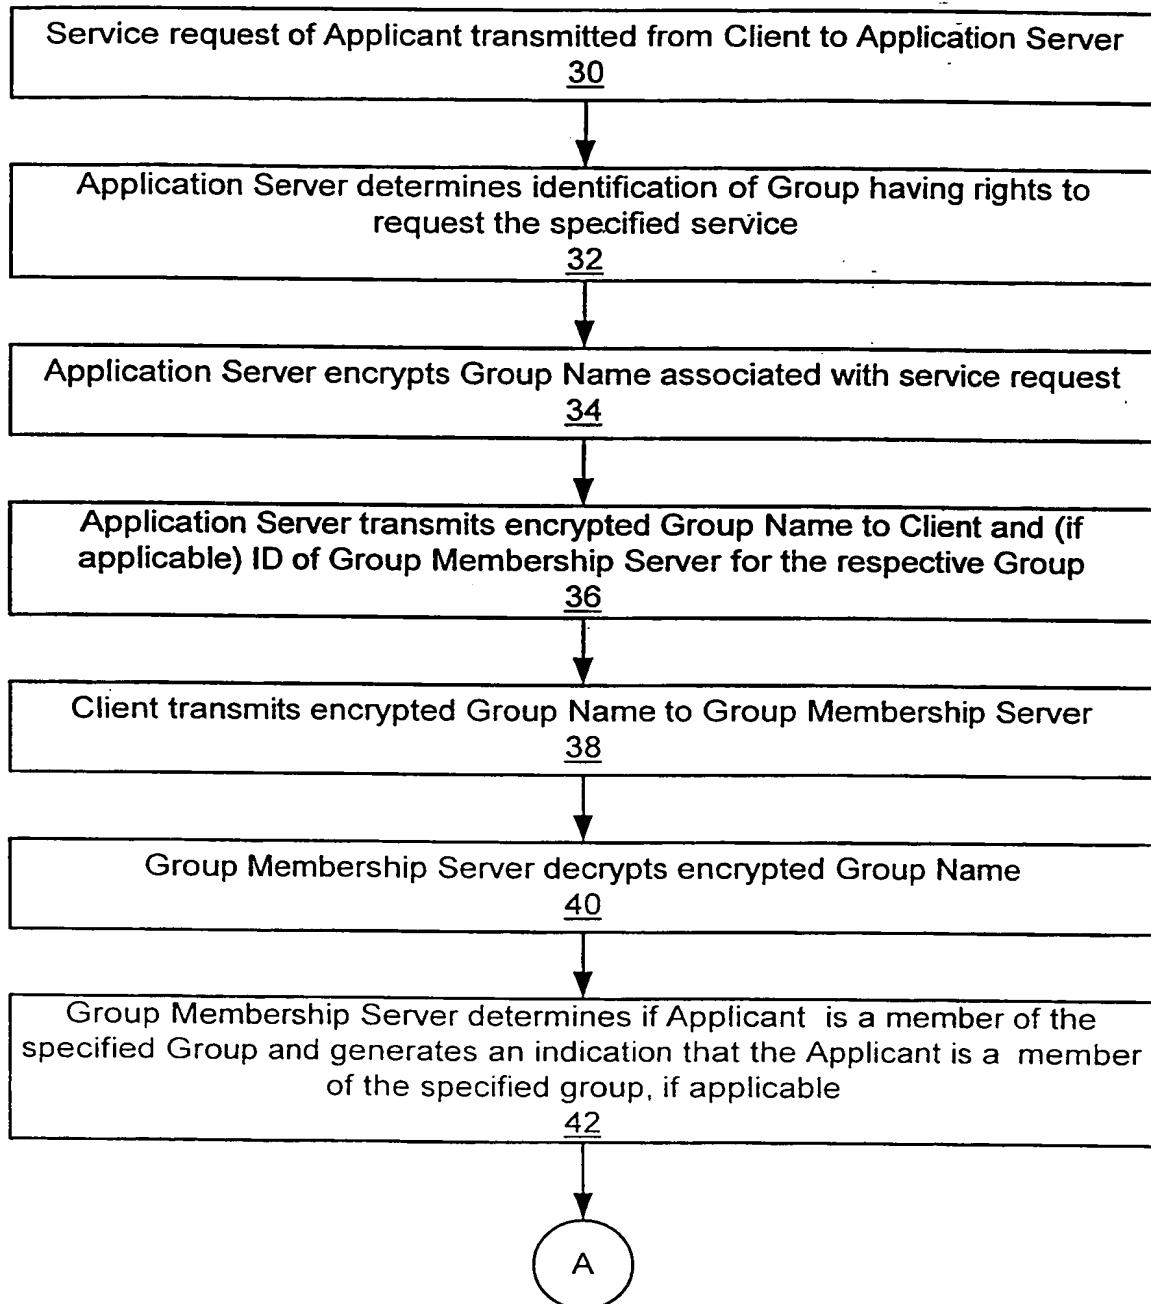 Service request of Applicant transmitted from Client to Application Server
30
Application Server determines identification of Group having rights to
request the specified service
32
Application Server encrypts Group Name associated with service request
34
Application Server transmits encrypted Group Name to Client and (if
applicable) ID of Group Membership Server for the respective Group
36
Client transmits encrypted Group Name to Group Membership Server
38
Group Membership Server decrypts encrypted Group Name
40
Group Membership Server determines if Applicant is a member of the
specified Group and generates an indication that the Applicant is a member
of the specified group, if applicable
42
A